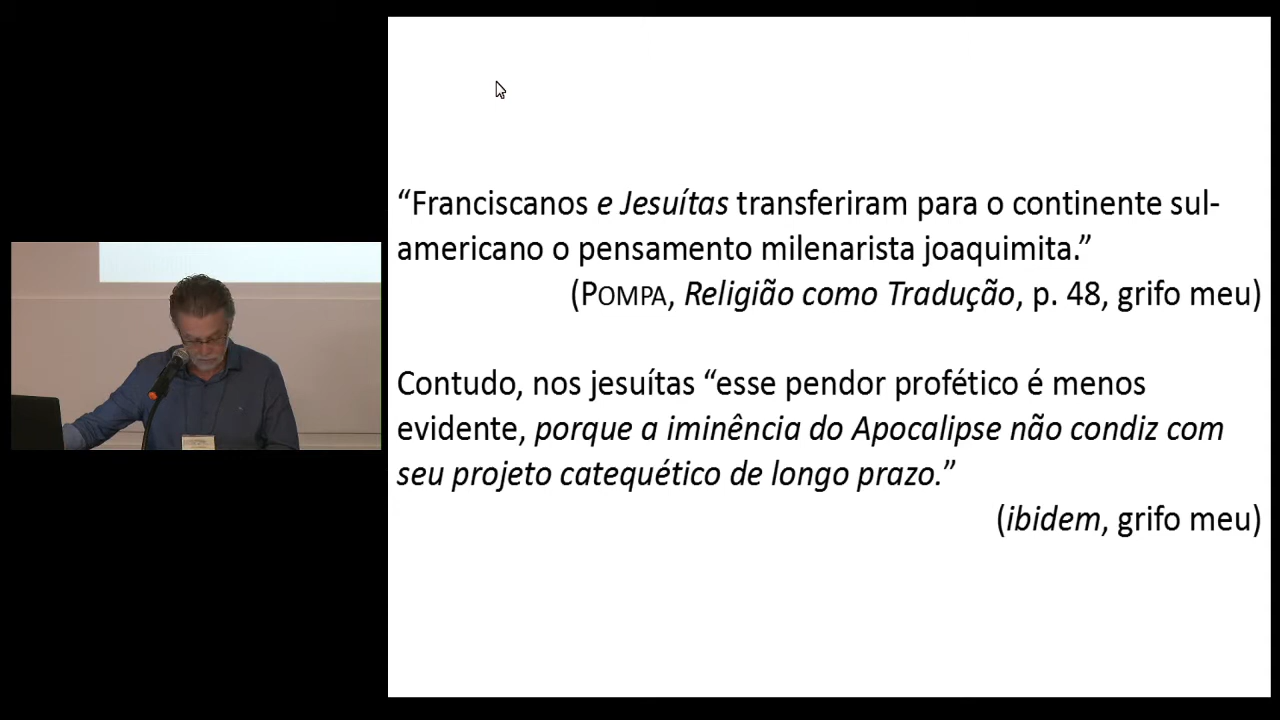 “Franciscanos e Jesuítas transferiram para o continente sul-
americano o pensamento milenarista joaquimita.”
(POMPA, Religião como Tradução, p. 48, grifo meu)
Contudo, nos jesuítas “esse pendor profético é menos
evidente, porque a iminência do Apocalipse não condiz com
seu projeto catequético de longo prazo.”
(ibidem, grifo meu)